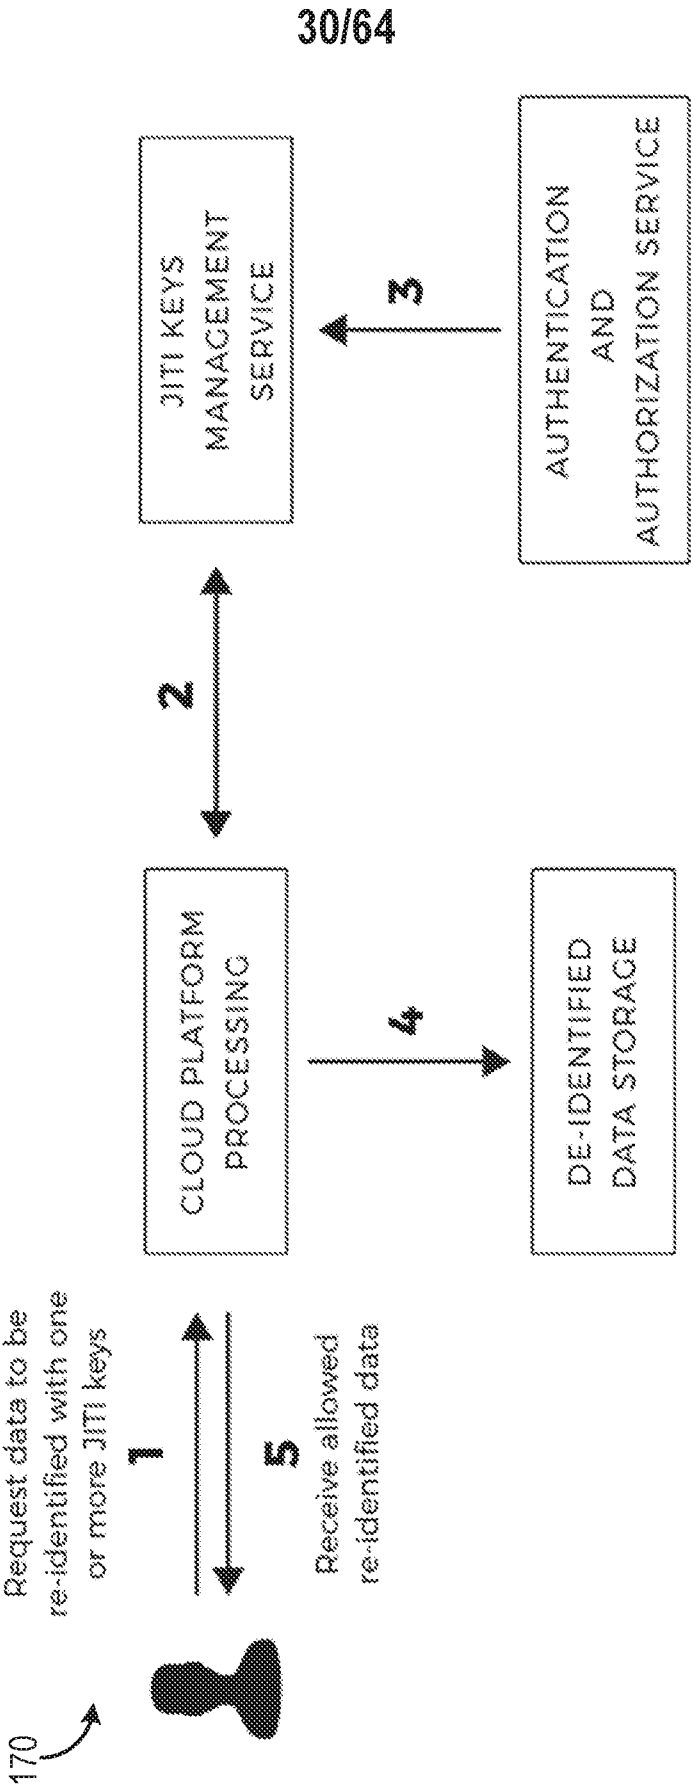 30/64
170
Request data to be
re-identified with one
or more JITI keys
1
5
Receive allowed
re-identified data
CLOUD PLATFORM
PROCESSING
2
JITI KEYS
MANAGEMENT
SERVICE
4
3
DE-IDENTIFIED
DATA STORAGE
AUTHENTICATION
AND
AUTHORIZATION SERVICE